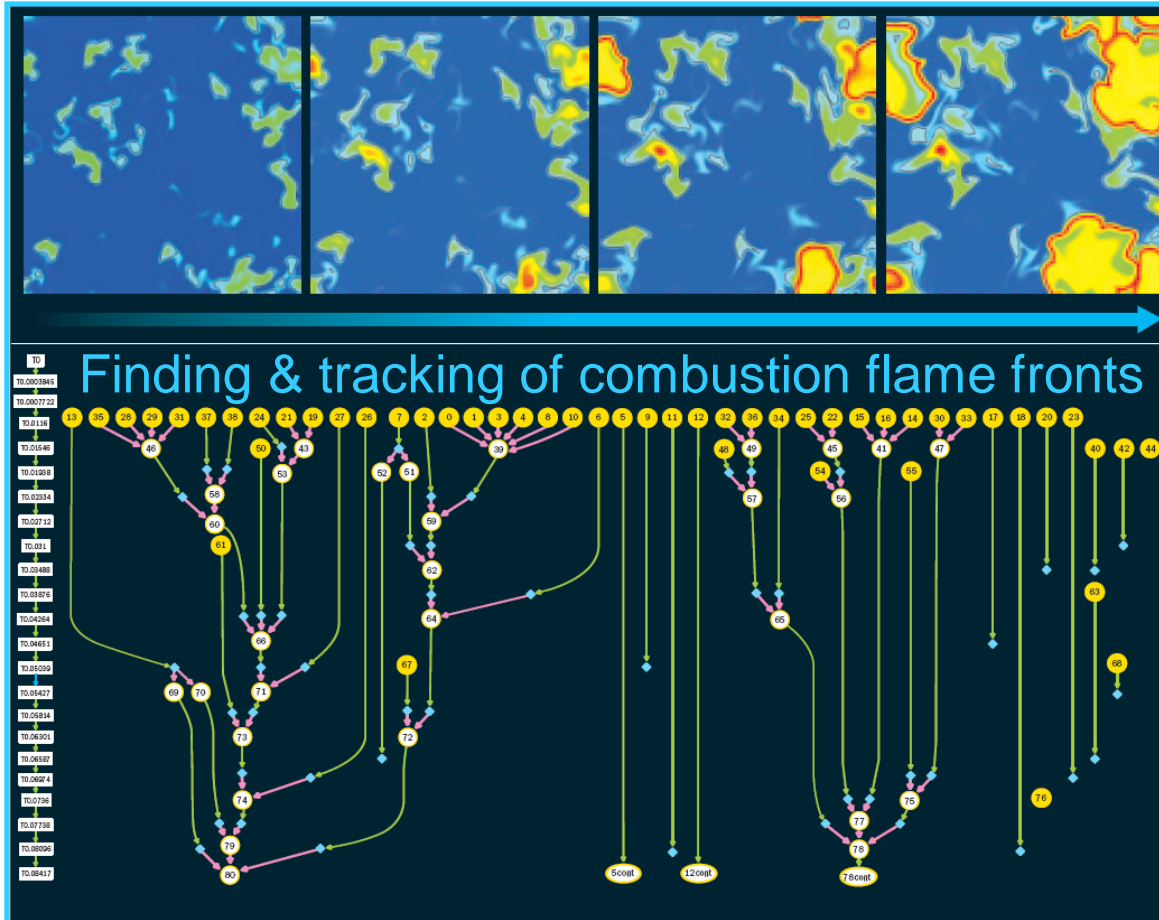 Finding & tracking of combustion flame fronts
T0
T0.0003845
T0.0007722
T0.0116
T0.01546
T0.01938
T0.02334
T0.02712
T0.031
T0.03488
T0.03876
T0.04264
T0.04651
T0.05039
T0.05427
T0.05814
T0.06301
T0.06587
T0.06974
T0.0736
T0.07738
T0.08096
T0.08417
13 35 28 29 31 37 38 24 21 19 27 26 7 2 0 1 3 4 8 10 6 5 9 11 12 32 36 34 25 22 15 16 14 30 33 17 18 20 23
46 50 43 39 48 49 45 41 47 40 42 44
53 52 51 54 55
58 57 56
60 59
61
62
63
64 65
66
67 68
69 70 71
73 72
74 75 76
77
79 78
80 5cont 12cont 78cont